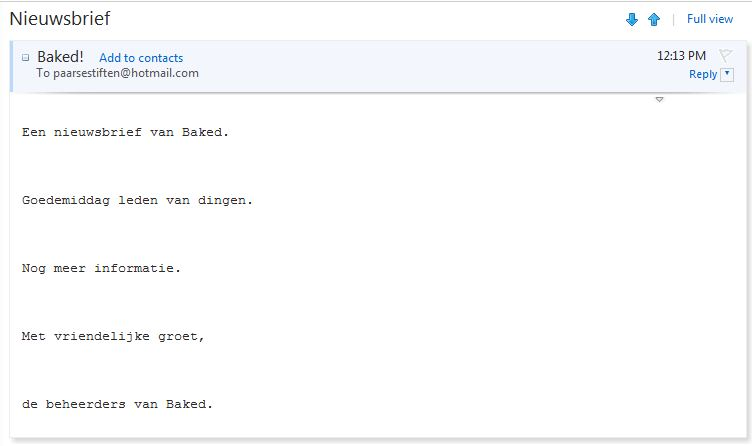 Nieuwsbrief
Full view
Baked! Add to contacts 12:13 PM
To paarsestiften@hotmail.com Reply
Een nieuwsbrief van Baked.
Goedemiddag leden van dingen.
Nog meer informatie.
Met vriendelijke groet,
de beheerders van Baked.